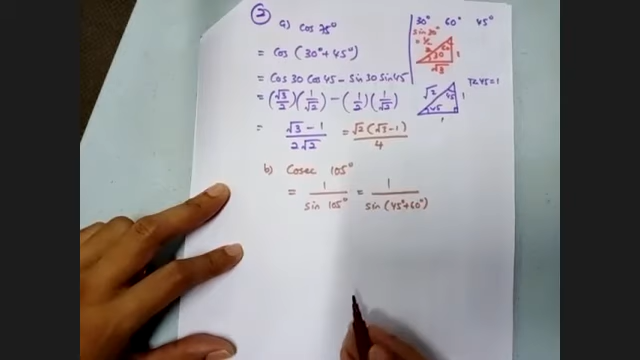 ② a) cos 75°
= cos (30° + 45°)
= cos 30 cos 45 − sin 30 sin 45
= (√3/2)(1/√2) − (1/2)(1/√2)
= (√3 − 1)/(2√2) = √2(√3 − 1)/4
b) Cosec 105°
= 1/sin 105° = 1/sin (45° + 60°)
30° 60° 45°
sin 30°
= 1/2
2 60 1
30
√3
√2 45 1
45
1